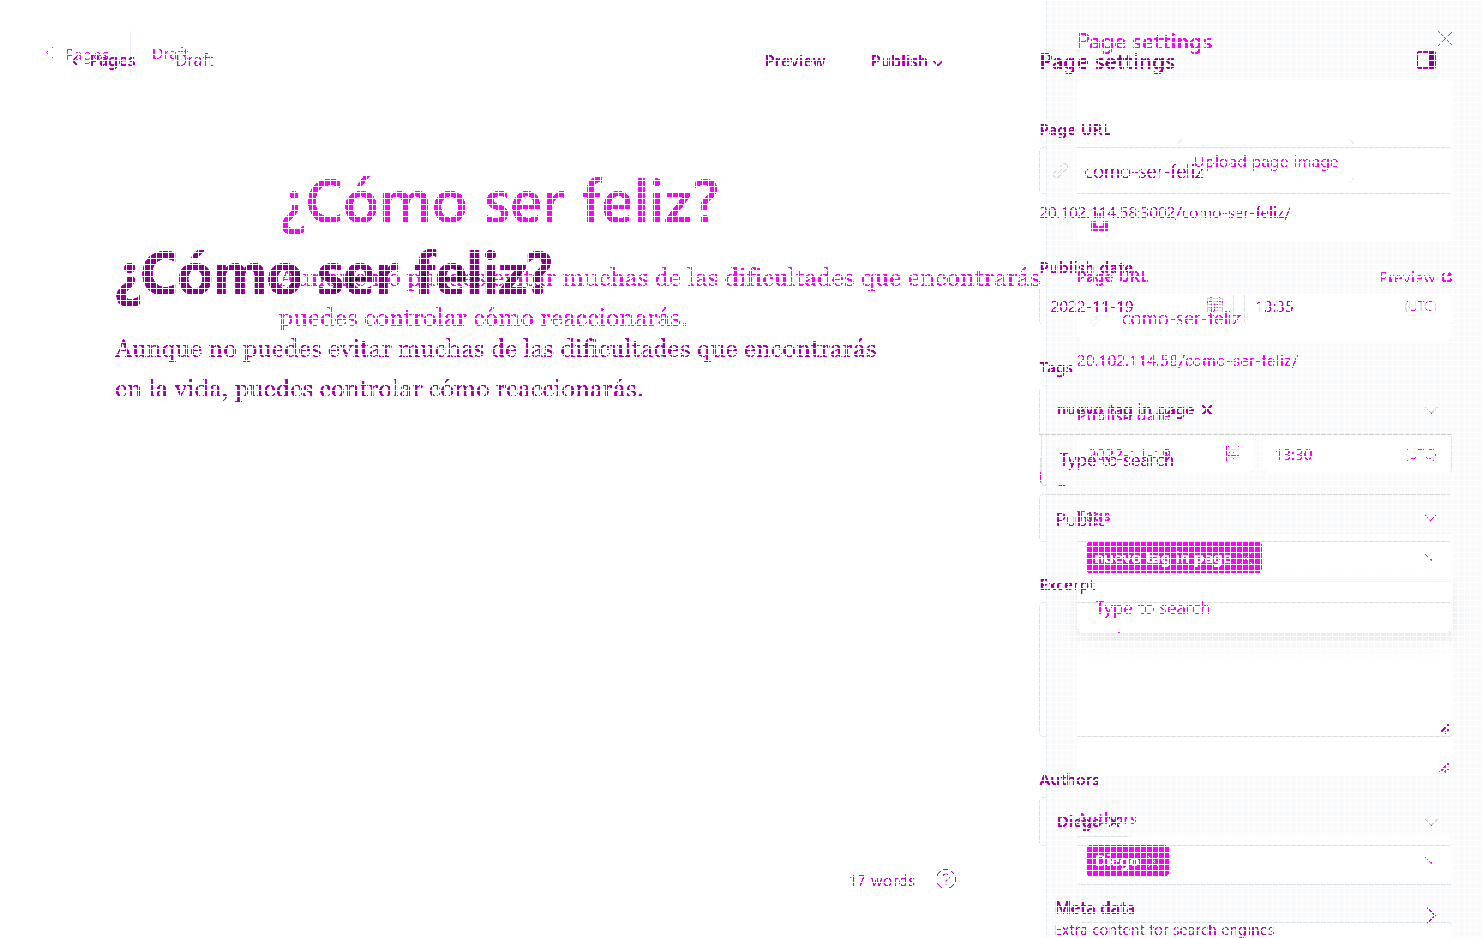 Pages Draft
Pages Draft Preview Publish
Page settings
Page settings
Page URL
Upload page image
como-ser-feliz
20.102.114.58:3002/como-ser-feliz/
¿Cómo ser feliz?
¿Cómo ser feliz?
Aunque no puedes evitar muchas de las dificultades que encontrarás
puedes controlar cómo reaccionarás.
Aunque no puedes evitar muchas de las dificultades que encontrarás
en la vida, puedes controlar cómo reaccionarás.
Publish date
Page URL Preview
2022-11-19 13:35 (UTC)
como-ser-feliz
20.102.114.58/como-ser-feliz/
Tags
nuevo tag in page
Publish date
2022-11-19 13:30 (UTC)
Type to search
Public
Tags
nuevo tag in page
Excerpt
Type to search
Authors
Diego
Authors
Diego
17 words
Meta data
Extra content for search engines